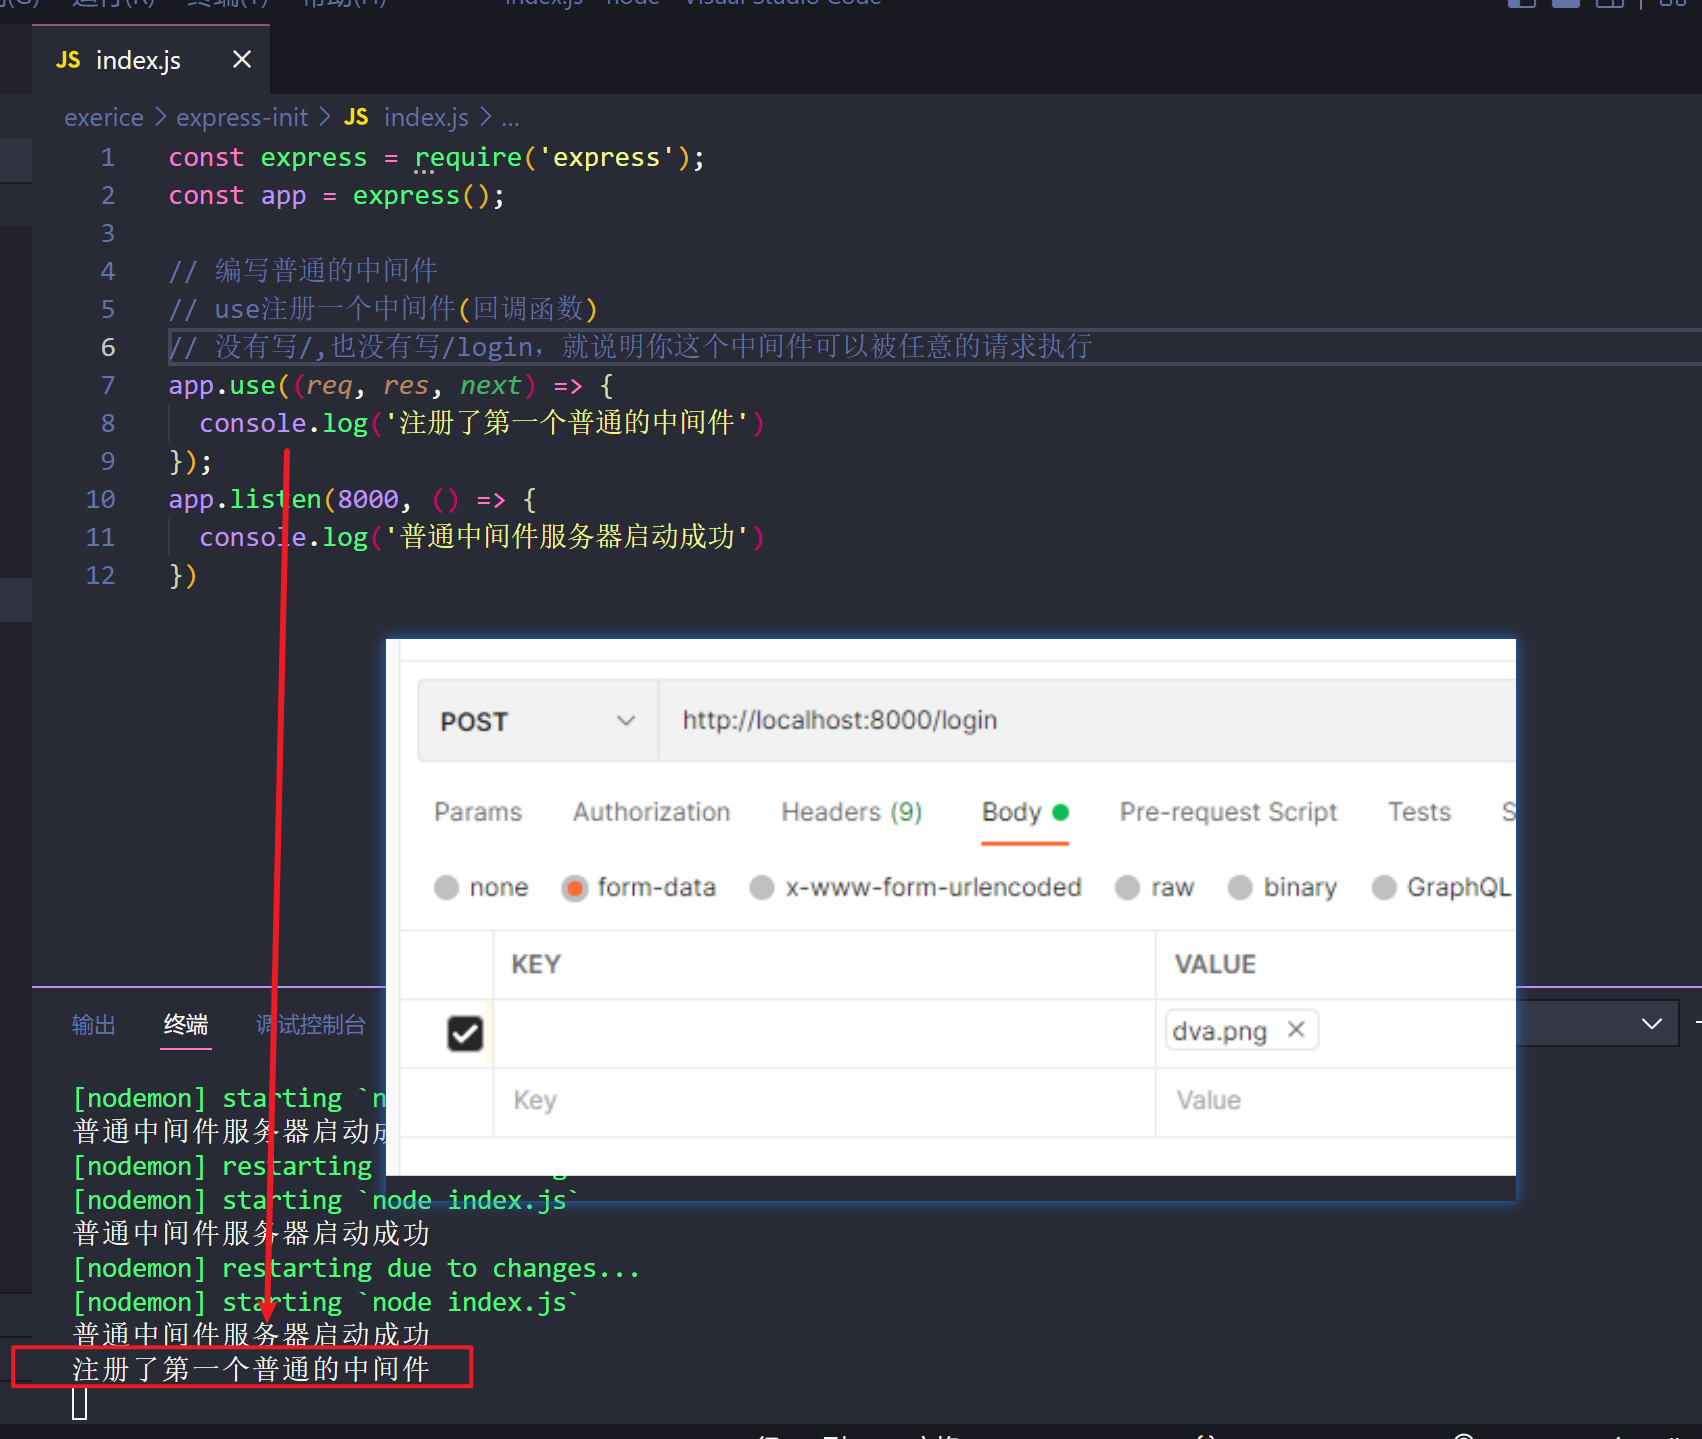 index.js - node - Visual Studio Code
JS index.js
exerice > express-init > JS index.js > ...
1 const express = require('express');
2 const app = express();
3
4 // 编写普通的中间件
5 // use注册一个中间件(回调函数)
6 // 没有写/,也没有写/login，就说明你这个中间件可以被任意的请求执行
7 app.use((req, res, next) => {
8 console.log('注册了第一个普通的中间件')
9 });
10 app.listen(8000, () => {
11 console.log('普通中间件服务器启动成功')
12 })
POST http://localhost:8000/login
Params Authorization Headers (9) Body Pre-request Script Tests S
none form-data x-www-form-urlencoded raw binary GraphQL
KEY VALUE
dva.png
Key Value
输出 终端 调试控制台
[nodemon] starting `n
普通中间件服务器启动成
[nodemon] restarting
[nodemon] starting `node index.js`
普通中间件服务器启动成功
[nodemon] restarting due to changes...
[nodemon] starting `node index.js`
普通中间件服务器启动成功
注册了第一个普通的中间件